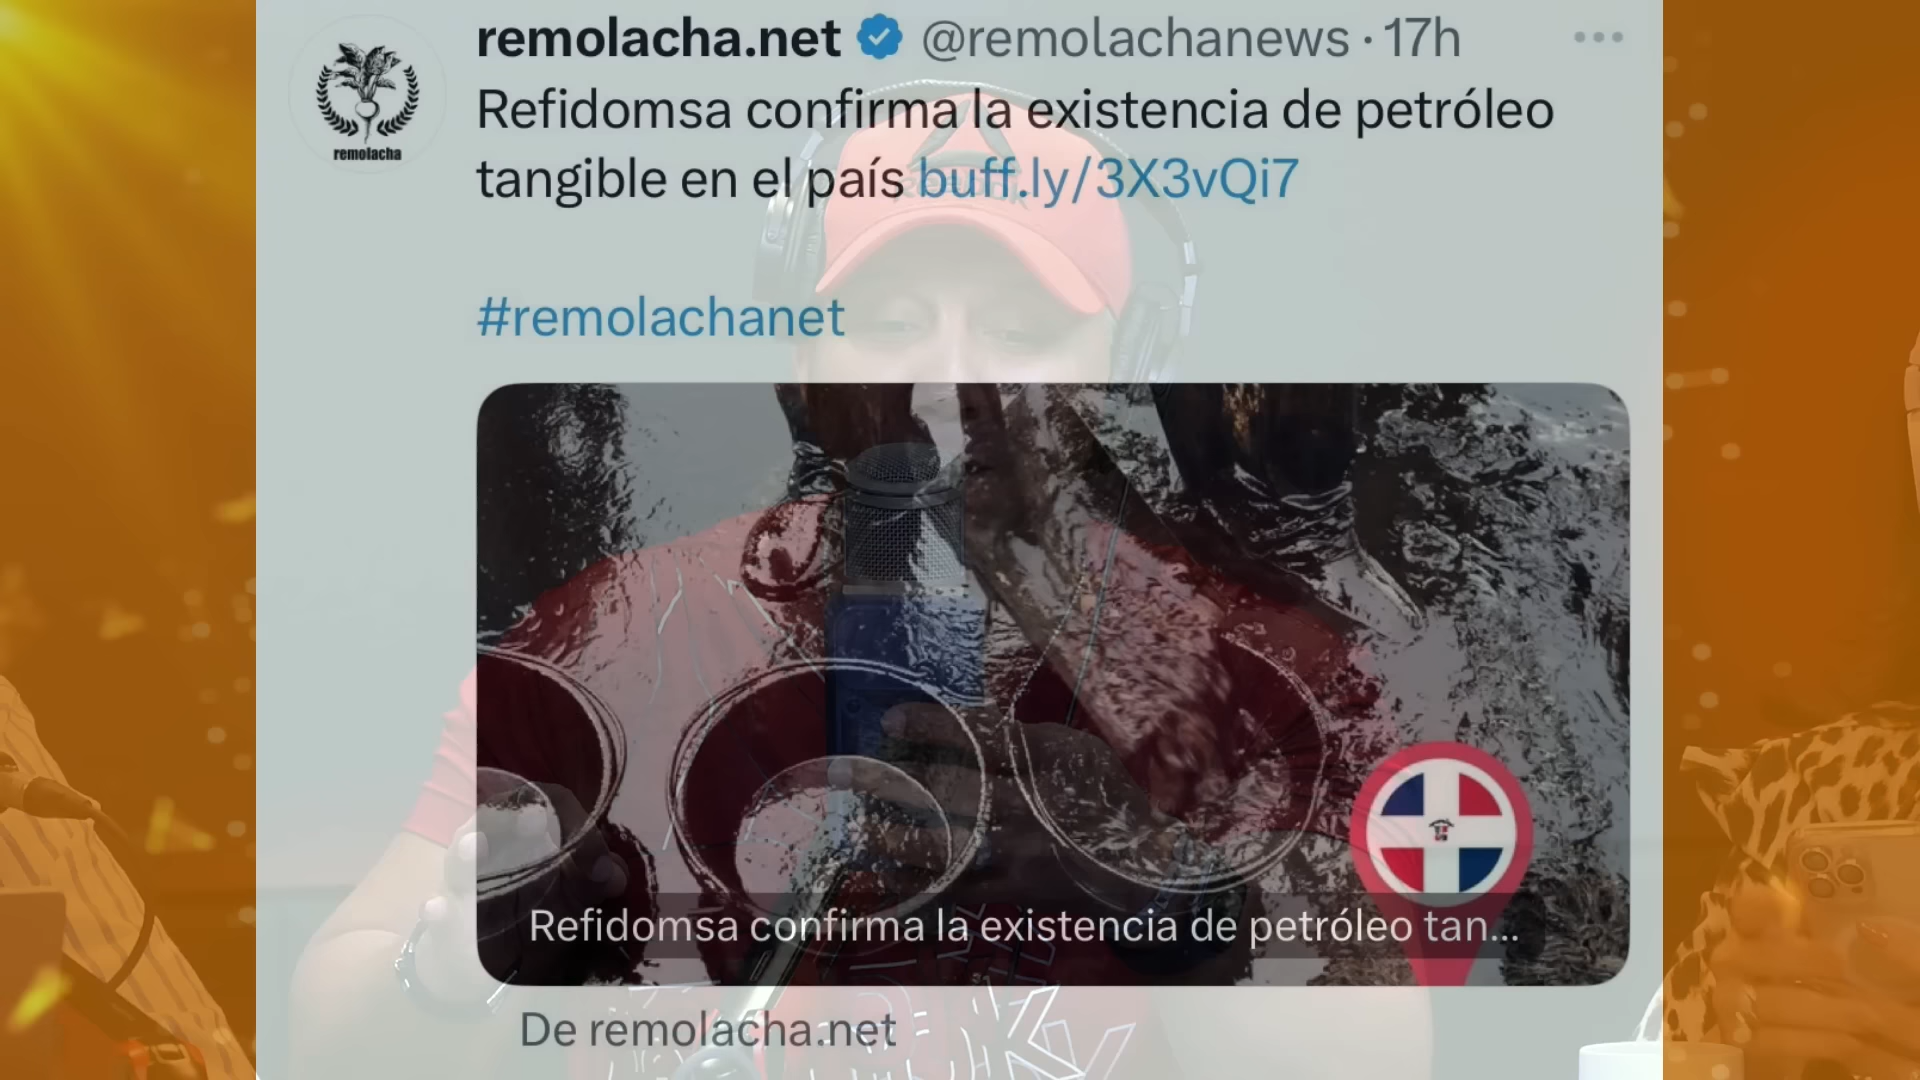 remolacha.net @remolachanews · 17h
remolacha
Refidomsa confirma la existencia de petróleo
tangible en el país buff.ly/3X3vQi7
#remolachanet
Refidomsa confirma la existencia de petróleo tan...
De remolacha.net